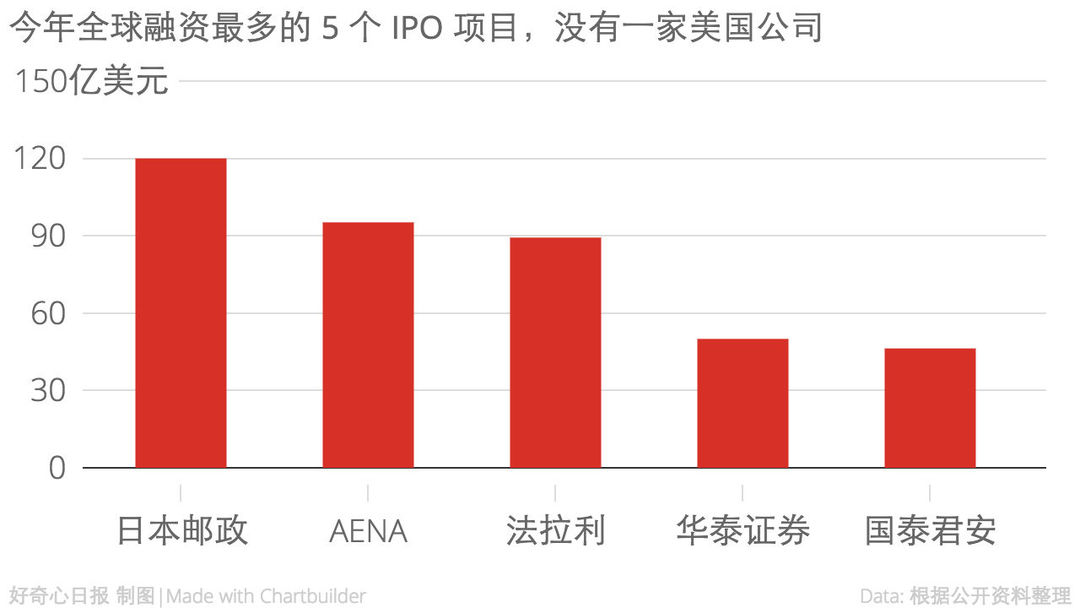 今年全球融资最多的 5 个 IPO 项目，没有一家美国公司
150亿美元
120
90
60
30
0
日本邮政 AENA 法拉利 华泰证券 国泰君安
好奇心日报 制图|Made with Chartbuilder Data: 根据公开资料整理